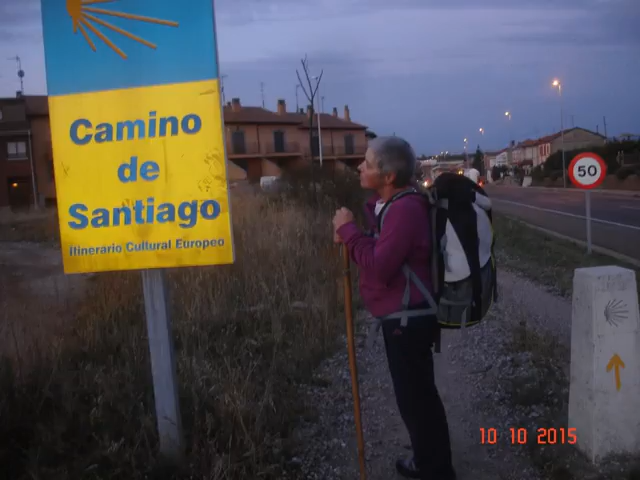 Camino
de
Santiago
Itinerario Cultural Europeo
50
10 10 2015